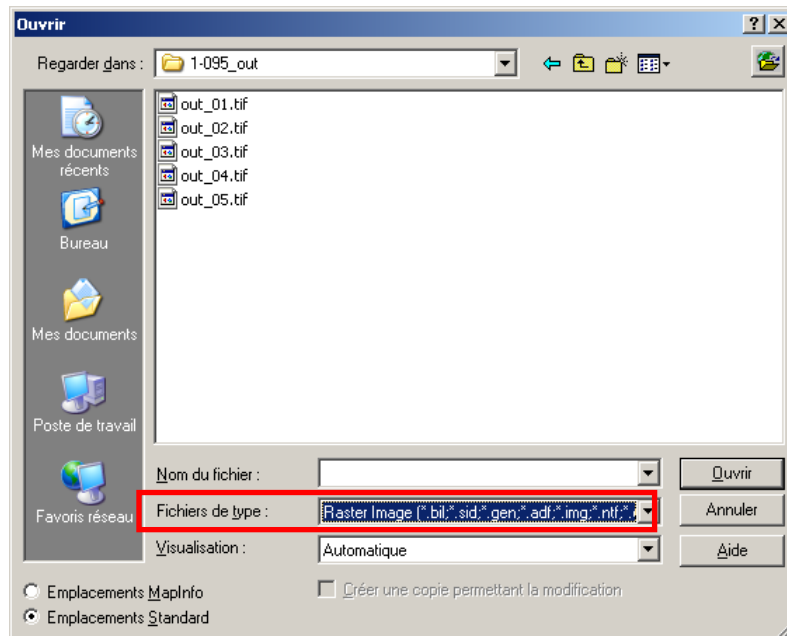 Ouvrir
Regarder dans :
1-095_out
out_01.tif
out_02.tif
out_03.tif
out_04.tif
out_05.tif
Mes documents
récents
Bureau
Mes documents
Poste de travail
Favoris réseau
Nom du fichier :
Ouvrir
Fichiers de type :
Raster Image (*.bil;*.sid;*.gen;*.adf;*.img;*.ntf;*.
Annuler
Visualisation :
Automatique
Aide
Emplacements MapInfo
Créer une copie permettant la modification
Emplacements Standard